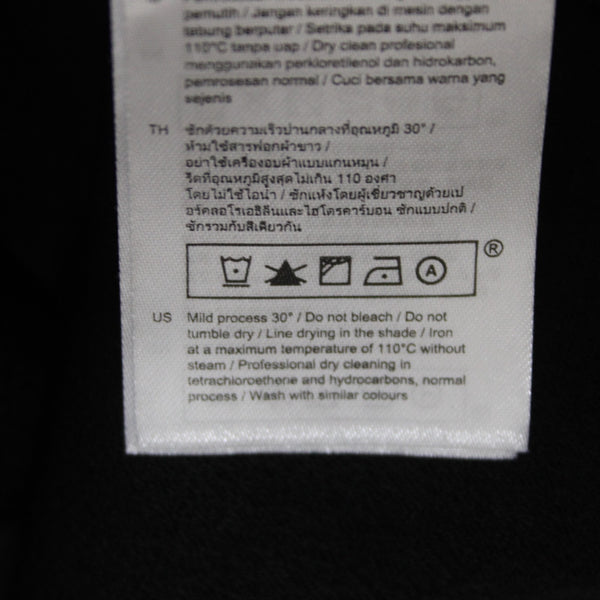 pemutih / Jangan keringkan di mesin dengan
tabung berputar / Setrika pada suhu maksimum
110°C tanpa uap / Dry clean profesional
menggunakan perkloretilenol dan hidrokarbon,
pemrosesan normal / Cuci bersama warna yang
sejenis
TH ซักด้วยความเร็วปานกลางที่อุณหภูมิ 30° /
ห้ามใช้สารฟอกผ้าขาว /
อย่าใช้เครื่องอบผ้าแบบแกนหมุน /
รีดที่อุณหภูมิสูงสุดไม่เกิน 110 องศา
โดยไม่ใช้ไอน้ำ / ซักแห้งโดยผู้เชี่ยวชาญด้วยเป
อร์คลอโรเอธิลีนและไฮโดรคาร์บอน ซักแบบปกติ /
ซักรวมกับสีเดียวกัน
A ®
US Mild process 30° / Do not bleach / Do not
tumble dry / Line drying in the shade / Iron
at a maximum temperature of 110°C without
steam / Professional dry cleaning in
tetrachloroethene and hydrocarbons, normal
process / Wash with similar colours